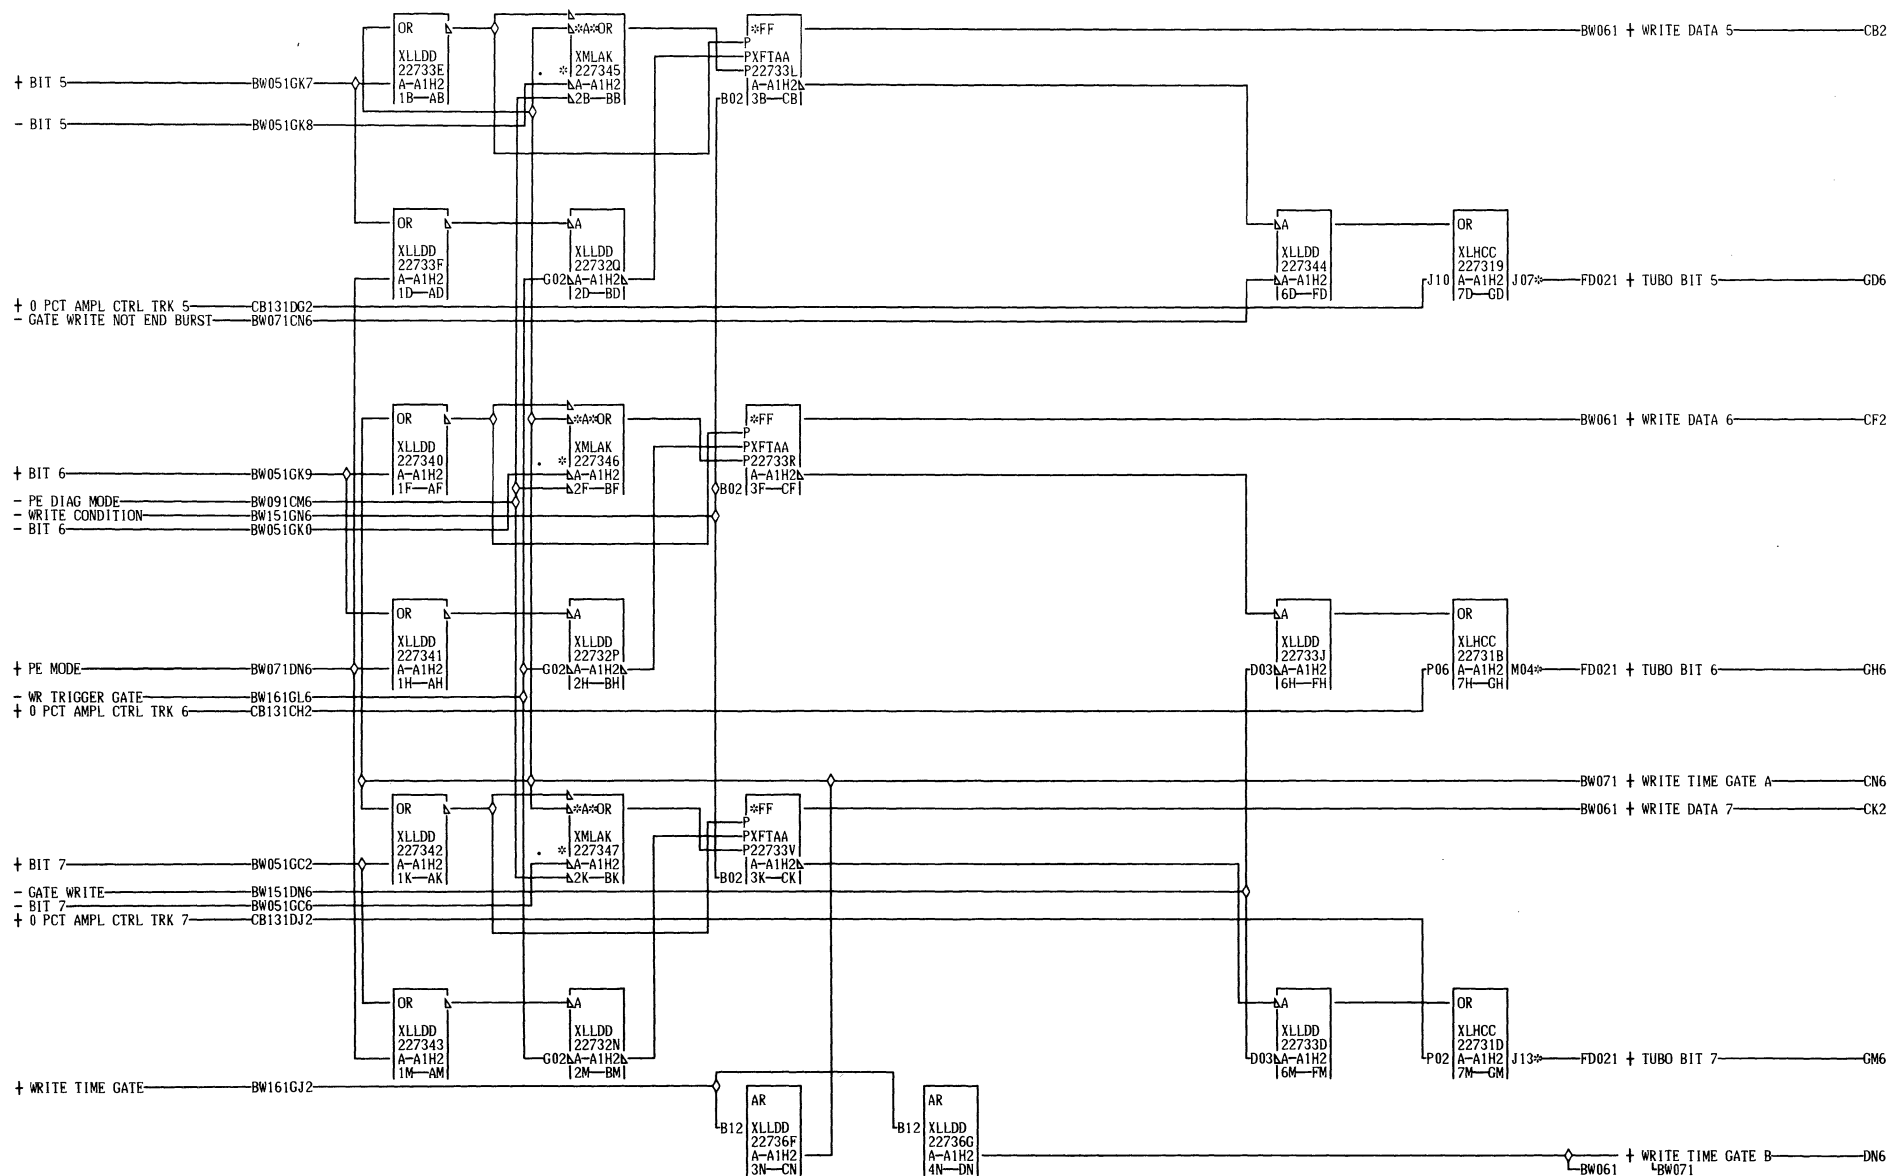 OR
*A*OR
*FF
BW061 + WRITE DATA 5 CB2
XLLDD
22733E
A-A1H2
1B—AB
XMLAK
* 227345
A-A1H2
2B—BB
P
PXFTAA
P22733L
A-A1H2
B02 3B—CB
+ BIT 5 BW051GK7
- BIT 5 BW051GK8
OR
XLLDD
22733F
A-A1H2
1D—AD
A
XLLDD
22732Q
G02 A-A1H2
2D—BD
A
XLLDD
227344
A-A1H2
6D—FD
OR
XLHCC
227319
J10 A-A1H2 J07*
7D—GD
FD021 + TUBO BIT 5 GD6
+ 0 PCT AMPL CTRL TRK 5 CB131DG2
- GATE WRITE NOT END BURST BW071CN6
OR
XLLDD
227340
A-A1H2
1F—AF
*A*OR
XMLAK
* 227346
A-A1H2
2F—BF
*FF
P
PXFTAA
P22733R
A-A1H2
B02 3F—CF
BW061 + WRITE DATA 6 CF2
+ BIT 6 BW051GK9
- PE DIAG MODE BW091CM6
- WRITE CONDITION BW151GN6
- BIT 6 BW051GK0
OR
XLLDD
227341
A-A1H2
1H—AH
A
XLLDD
22732P
G02 A-A1H2
2H—BH
A
XLLDD
22733J
D03 A-A1H2
6H—FH
OR
XLHCC
22731B
P06 A-A1H2 M04*
7H—GH
FD021 + TUBO BIT 6 GH6
+ PE MODE BW071DN6
- WR TRIGGER GATE BW161GL6
+ 0 PCT AMPL CTRL TRK 6 CB131CH2
BW071 + WRITE TIME GATE A CN6
OR
XLLDD
227342
A-A1H2
1K—AK
*A*OR
XMLAK
* 227347
A-A1H2
2K—BK
*FF
P
PXFTAA
P22733V
A-A1H2
B02 3K—CK
BW061 + WRITE DATA 7 CK2
+ BIT 7 BW051GC2
- GATE WRITE BW151DN6
- BIT 7 BW051GC6
+ 0 PCT AMPL CTRL TRK 7 CB131DJ2
OR
XLLDD
227343
A-A1H2
1M—AM
A
XLLDD
22732N
G02 A-A1H2
2M—BM
A
XLLDD
22733D
D03 A-A1H2
6M—FM
OR
XLHCC
22731D
P02 A-A1H2 J13*
7M—GM
FD021 + TUBO BIT 7 GM6
+ WRITE TIME GATE BW161GJ2
AR
B12 XLLDD
22736F
A-A1H2
3N—CN
AR
B12 XLLDD
22736G
A-A1H2
4N—DN
+ WRITE TIME GATE B DN6
BW061 BW071